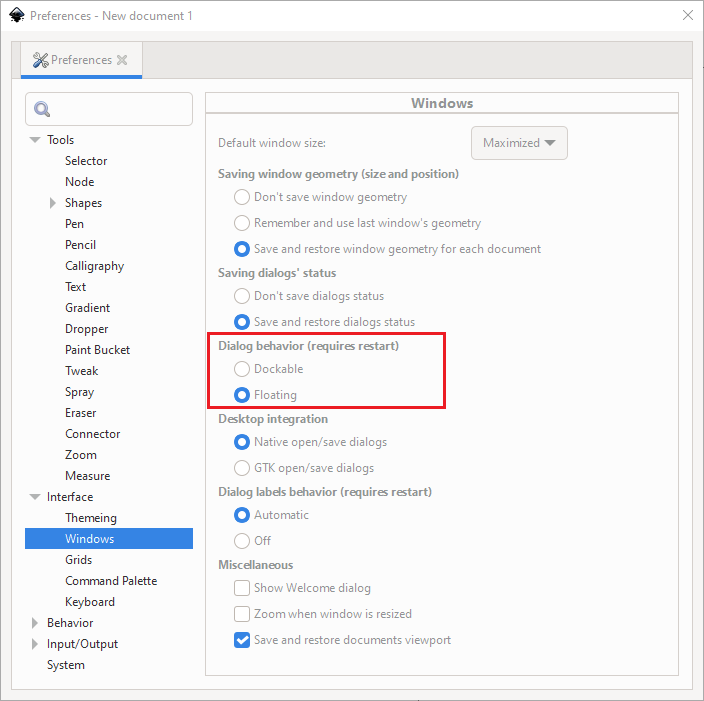 Preferences - New document 1
Preferences
Windows
Tools
Selector
Node
Shapes
Pen
Pencil
Calligraphy
Text
Gradient
Dropper
Paint Bucket
Tweak
Spray
Eraser
Connector
Zoom
Measure
Interface
Themeing
Windows
Grids
Command Palette
Keyboard
Behavior
Input/Output
System
Default window size: Maximized
Saving window geometry (size and position)
Don't save window geometry
Remember and use last window's geometry
Save and restore window geometry for each document
Saving dialogs' status
Don't save dialogs status
Save and restore dialogs status
Dialog behavior (requires restart)
Dockable
Floating
Desktop integration
Native open/save dialogs
GTK open/save dialogs
Dialog labels behavior (requires restart)
Automatic
Off
Miscellaneous
Show Welcome dialog
Zoom when window is resized
Save and restore documents viewport